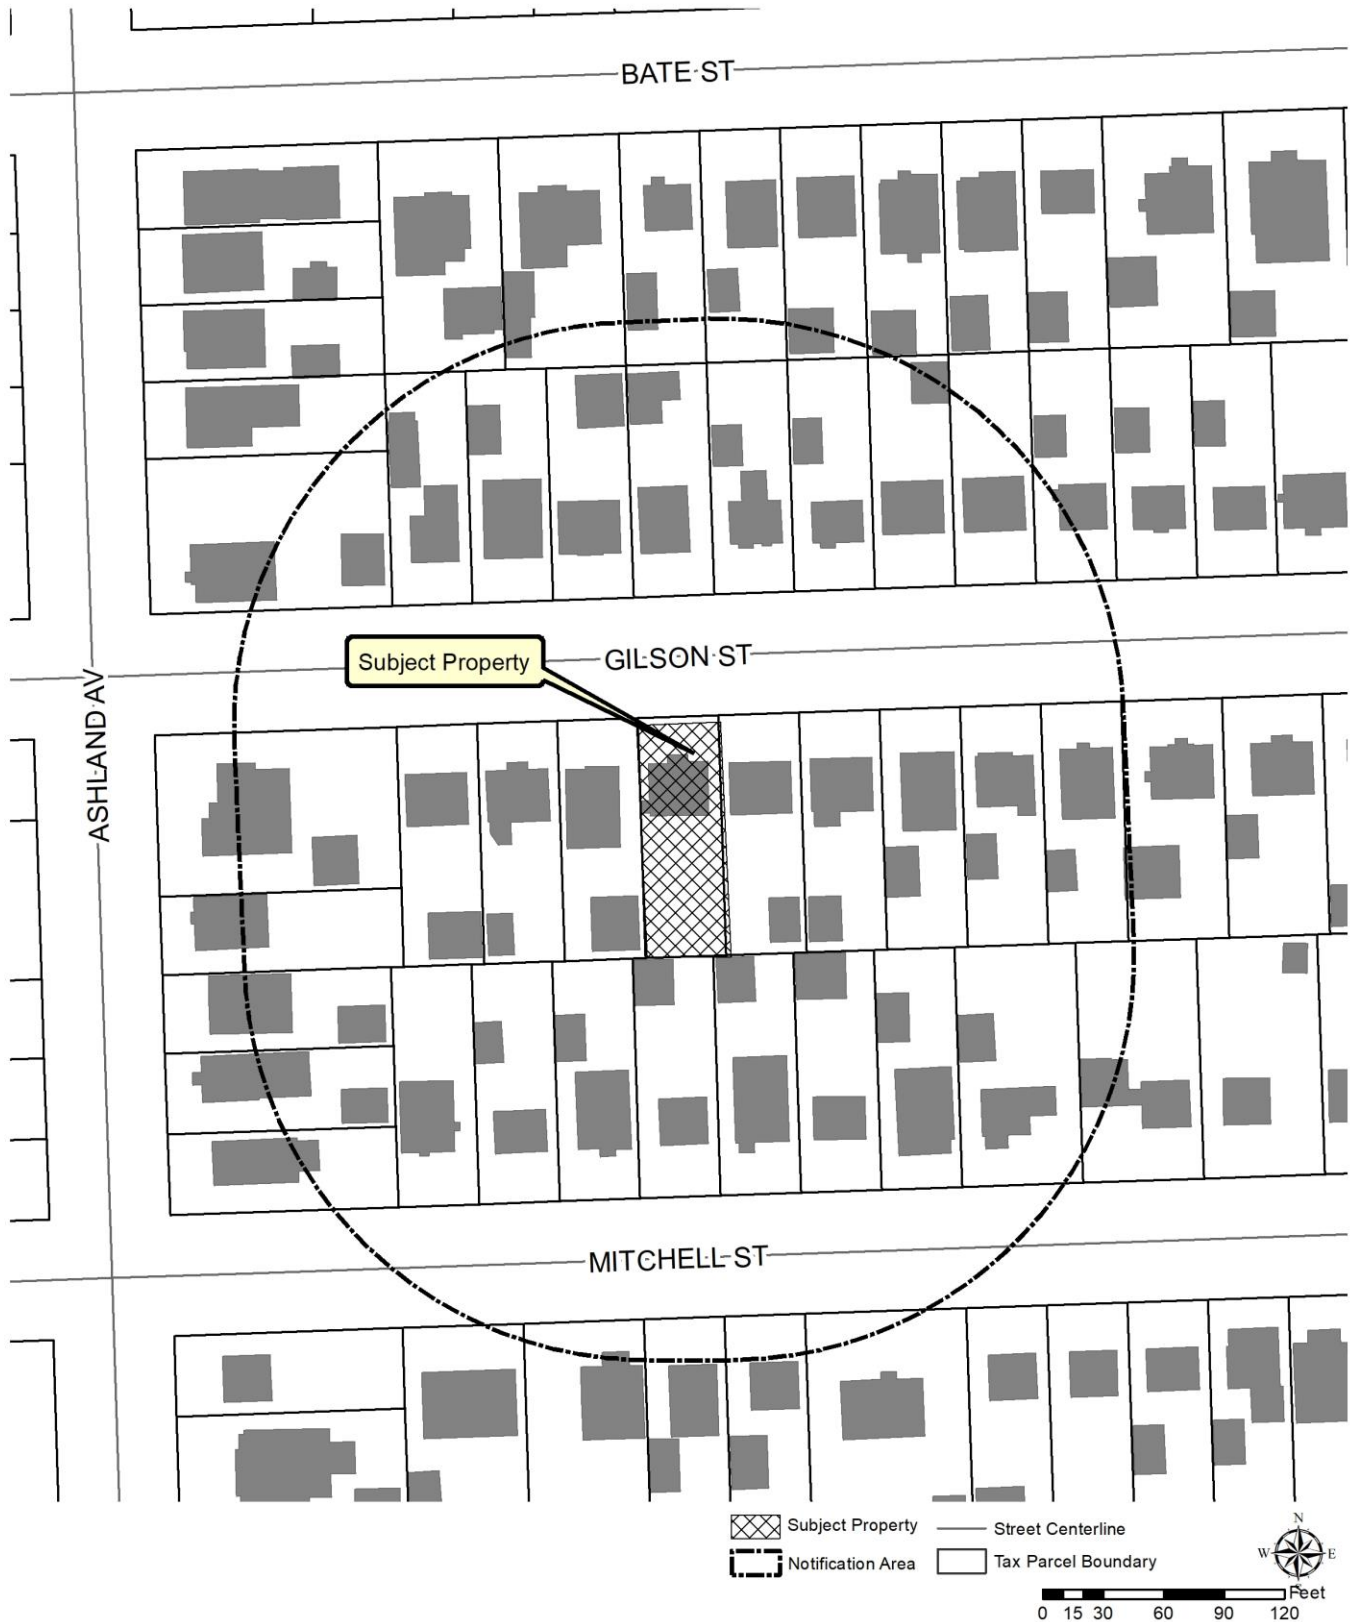 BATE ST
Subject Property
GILSON ST
ASHLAND AV
MITCHELL ST
Subject Property
Street Centerline
Notification Area
Tax Parcel Boundary
N
W E
S
Feet
0 15 30 60 90 120